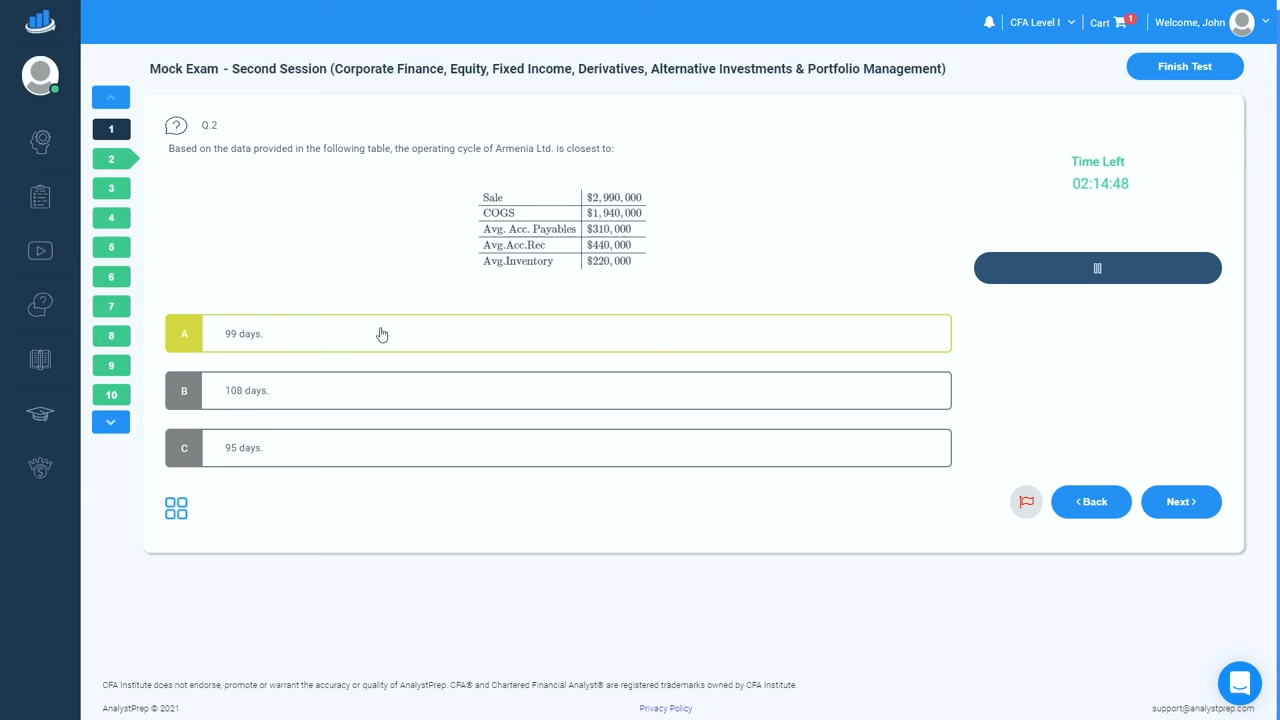 CFA Level I
Cart 1
Welcome, John
Mock Exam - Second Session (Corporate Finance, Equity, Fixed Income, Derivatives, Alternative Investments & Portfolio Management)
Finish Test
1
2
3
4
5
6
7
8
9
10
? Q.2
Based on the data provided in the following table, the operating cycle of Armenia Ltd. is closest to:
Sale $2,990,000
COGS $1,940,000
Avg. Acc. Payables $310,000
Avg.Acc.Rec $440,000
Avg.Inventory $220,000
A 99 days.
B 108 days.
C 95 days.
Time Left
02:14:48
< Back
Next >
CFA Institute does not endorse, promote or warrant the accuracy or quality of AnalystPrep. CFA® and Chartered Financial Analyst® are registered trademarks owned by CFA Institute.
AnalystPrep © 2021
Privacy Policy
support@analystprep.com